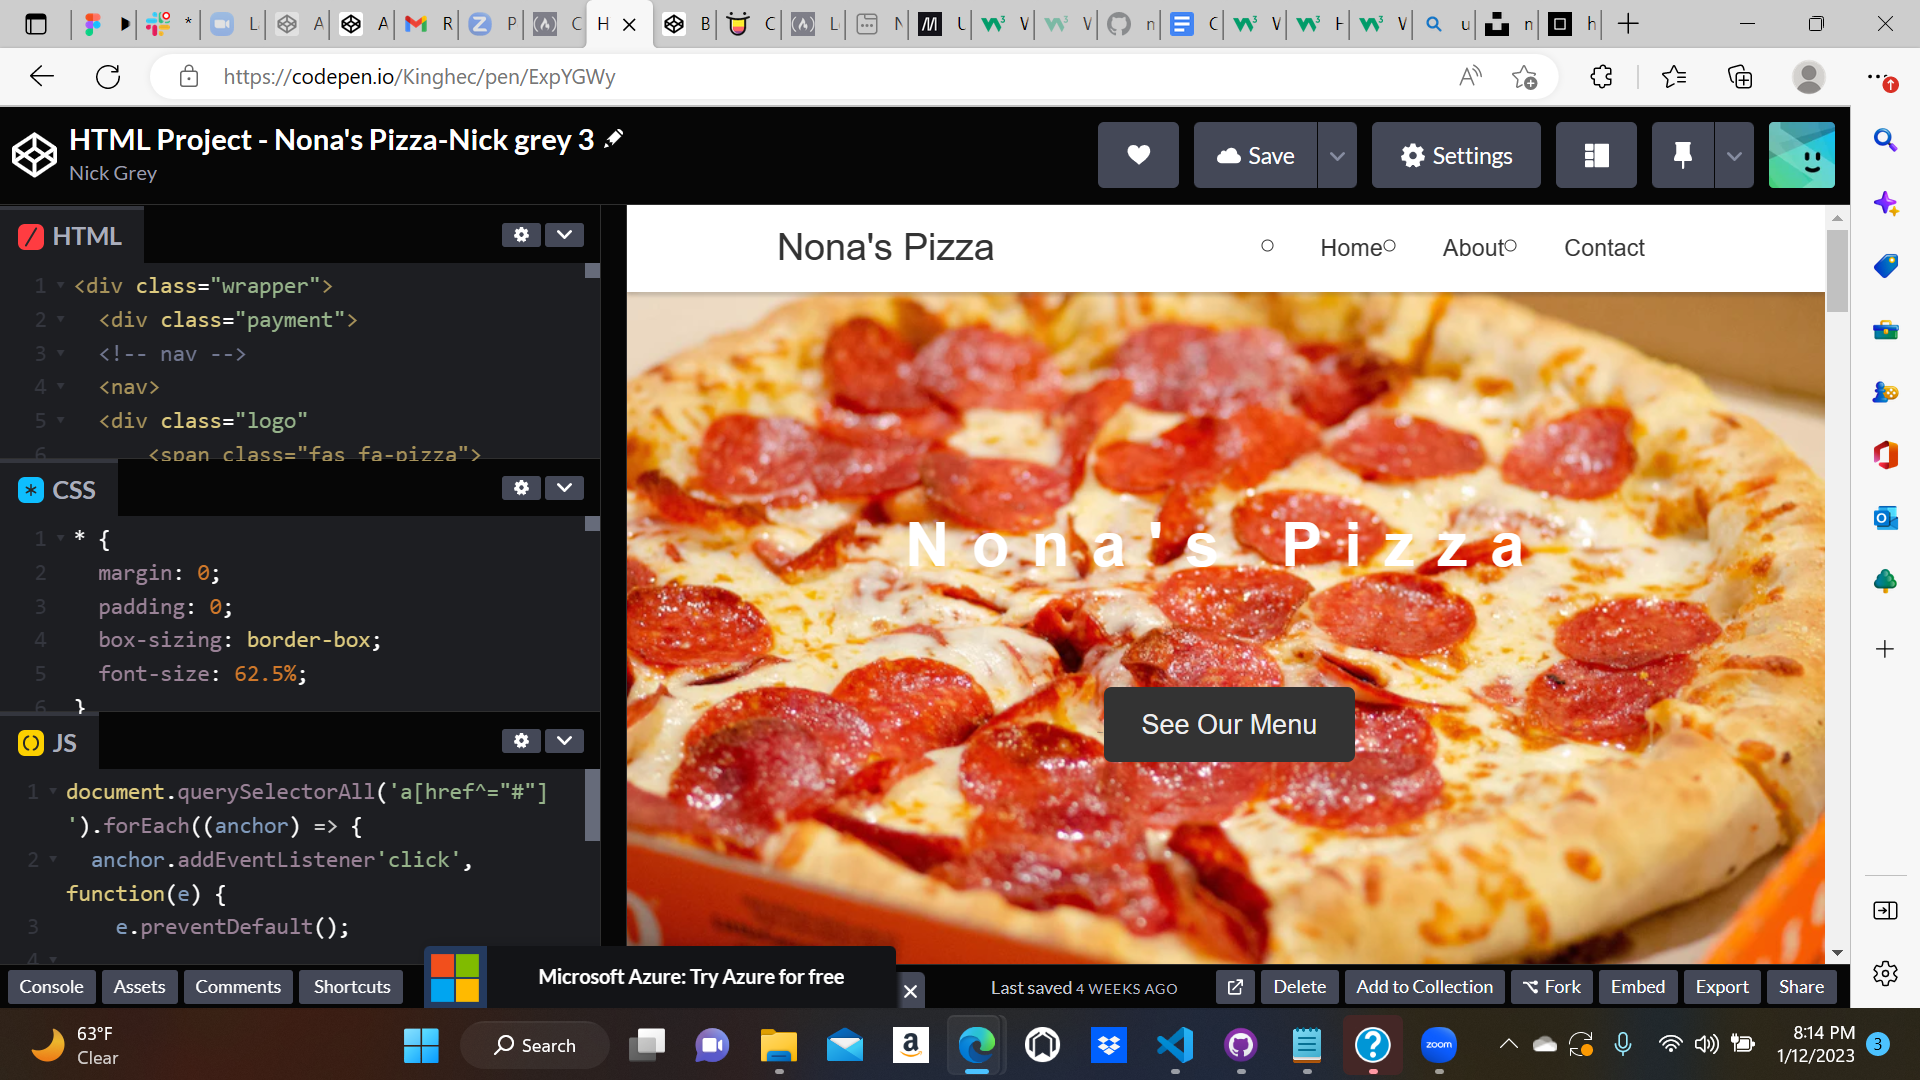 https://codepen.io/Kinghec/pen/ExpYGWy
HTML Project - Nona's Pizza-Nick grey 3
Nick Grey
Save
Settings
HTML
1 <div class="wrapper">
2 <div class="payment">
3 <!-- nav -->
4 <nav>
5 <div class="logo"
6 <span class="fas fa-pizza">
CSS
1 * {
2 margin: 0;
3 padding: 0;
4 box-sizing: border-box;
5 font-size: 62.5%;
6 }
JS
1 document.querySelectorAll('a[href^="#"]
').forEach((anchor) => {
2 anchor.addEventListener'click',
function(e) {
3 e.preventDefault();
4
Nona's Pizza
Home
About
Contact
Nona's Pizza
See Our Menu
Console
Assets
Comments
Shortcuts
Microsoft Azure: Try Azure for free
Last saved 4 WEEKS AGO
Delete
Add to Collection
Fork
Embed
Export
Share
63°F
Clear
Search
zoom
8:14 PM
1/12/2023
3